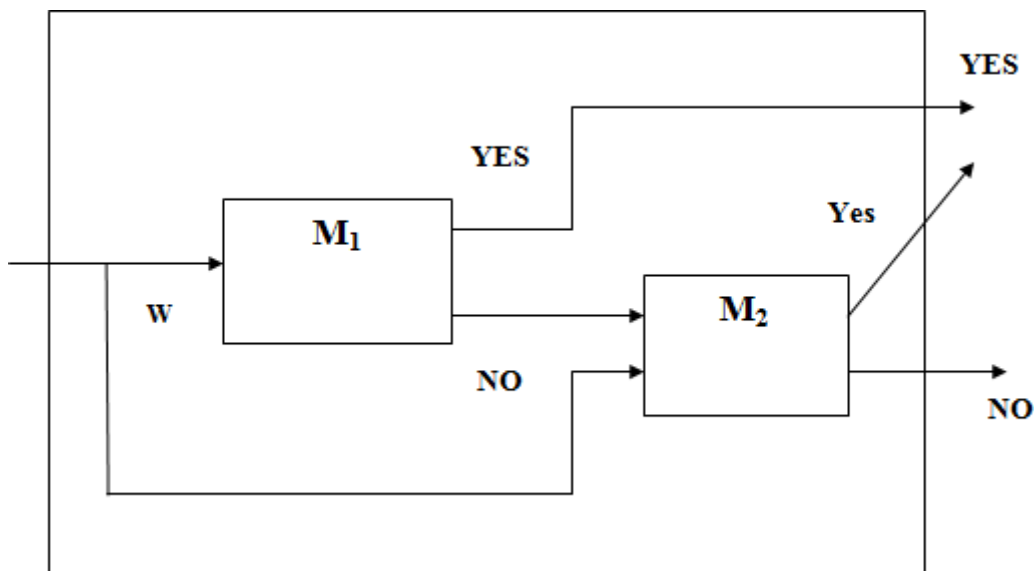 YES
YES
Yes
M₁
M₂
W
NO
NO